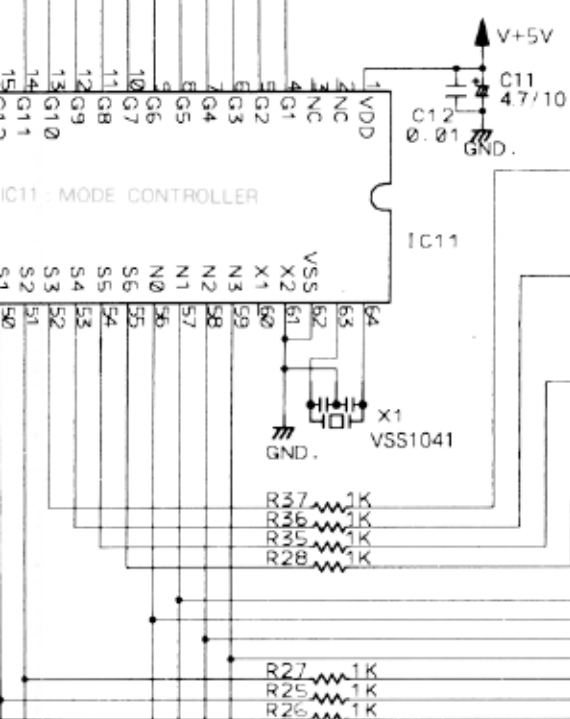 V+5V
C11
4.7/10
C12
0.01
GND.
15 14 13 12 11 10 9 8 7 6 5 4 3 2 1
G11 G10 G9 G8 G7 G6 G5 G4 G3 G2 G1 NC NC VDD
IC11 : MODE CONTROLLER
IC11
S1 S2 S3 S4 S5 S6 N0 N1 N2 N3 X1 X2 VSS
50 51 52 53 54 55 56 57 58 59 60 61 62 63 64
X1
VSS1041
GND.
R37 1K
R36 1K
R35 1K
R28 1K
R27 1K
R25 1K
R26 1K